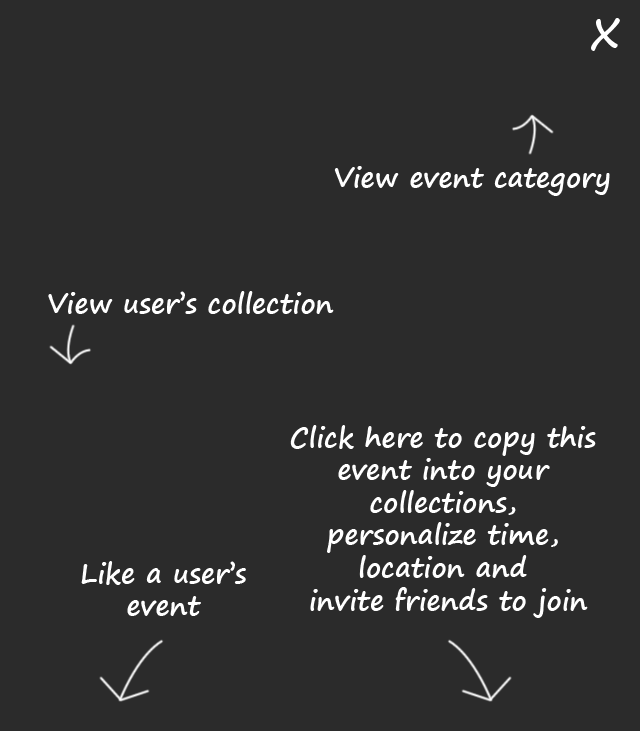 X
View event category
View user's collection
Click here to copy this
event into your
collections,
personalize time,
location and
invite friends to join
Like a user's
event